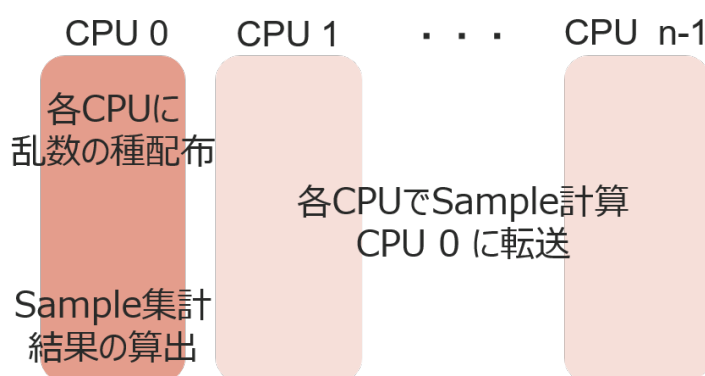 CPU 0 CPU 1 ・・・ CPU n-1
各CPUに
乱数の種配布
各CPUでSample計算
CPU 0 に転送
Sample集計
結果の算出